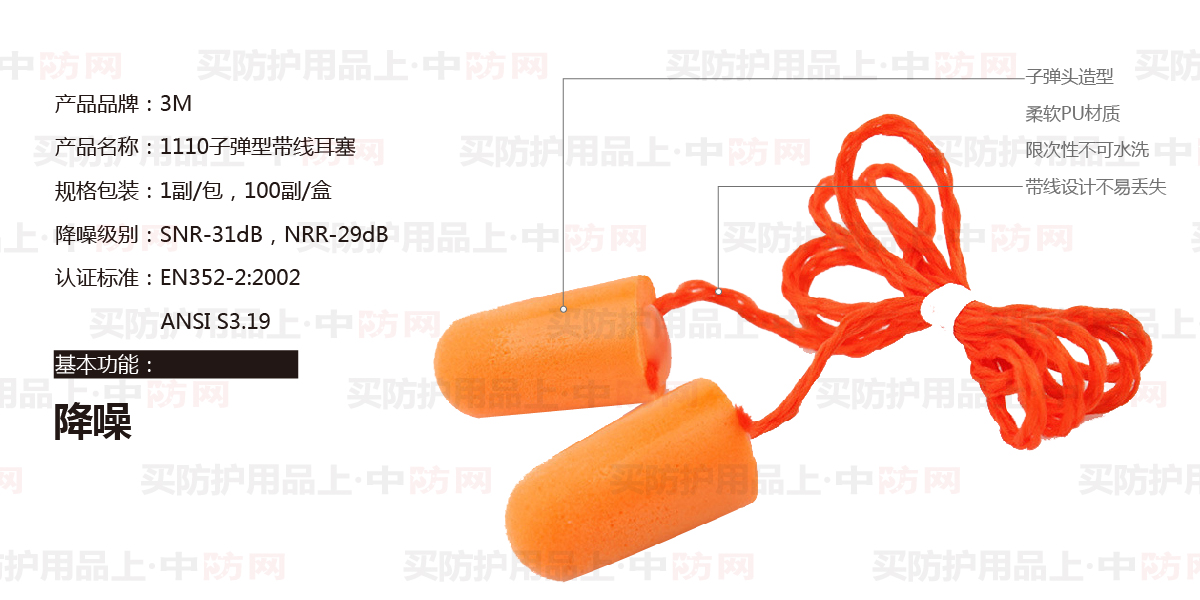 产品品牌：3M
产品名称：1110子弹型带线耳塞
规格包装：1副/包，100副/盒
降噪级别：SNR-31dB，NRR-29dB
认证标准：EN352-2:2002
ANSI S3.19
基本功能：
降噪
子弹头造型
柔软PU材质
限次性不可水洗
带线设计不易丢失
买防护用品上·中防网